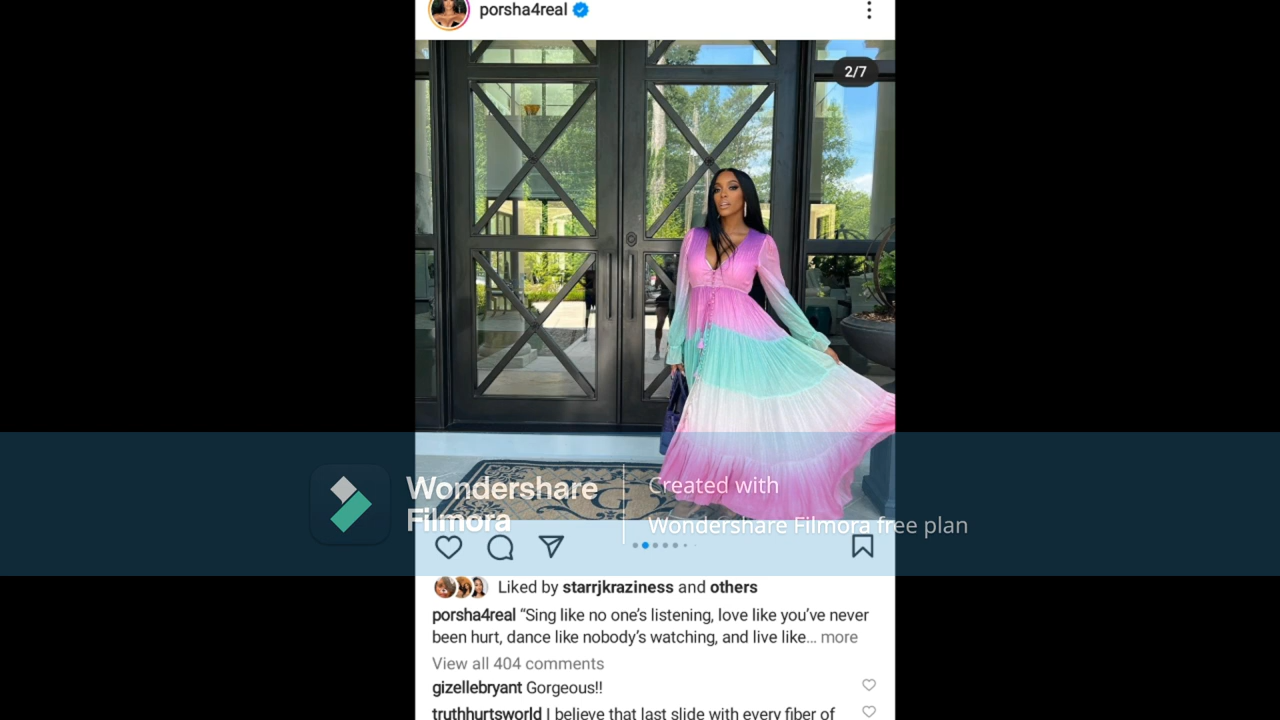 porsha4real
2/7
Wondershare
Filmora
Created with
Wondershare Filmora free plan
Liked by starrjkraziness and others
porsha4real “Sing like no one’s listening, love like you’ve never
been hurt, dance like nobody’s watching, and live like... more
View all 404 comments
gizellebryant Gorgeous!!
truthhurtsworld I believe that last slide with every fiber of